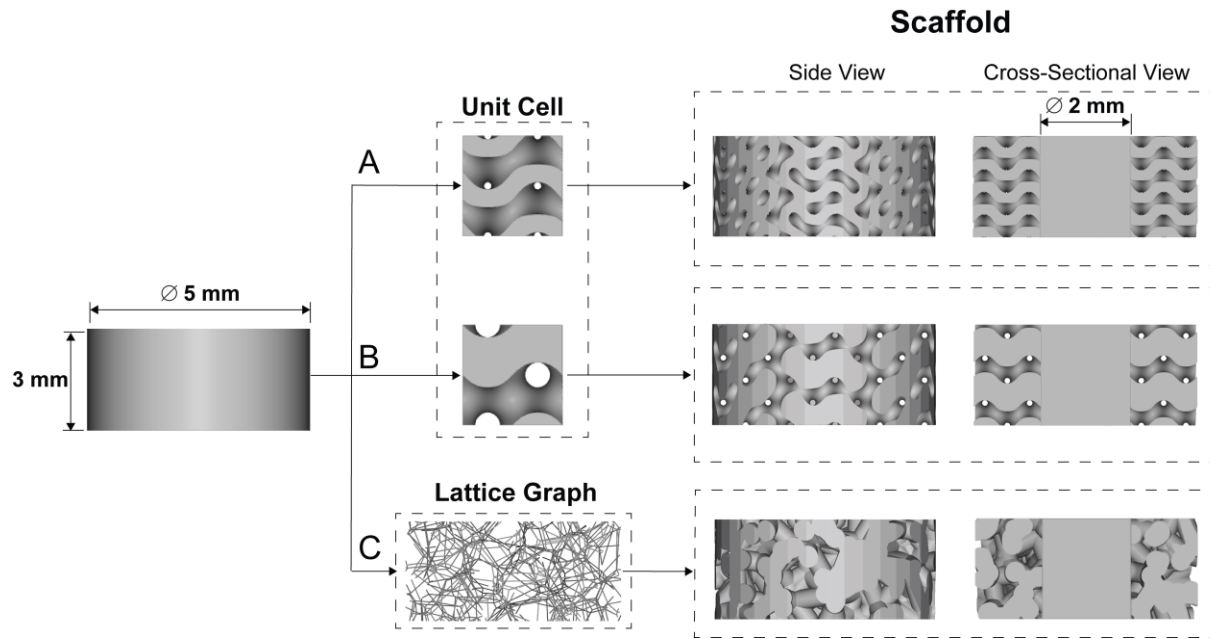 Scaffold
Side View
Cross-Sectional View
Unit Cell
∅ 2 mm
A
∅ 5 mm
3 mm
B
Lattice Graph
C